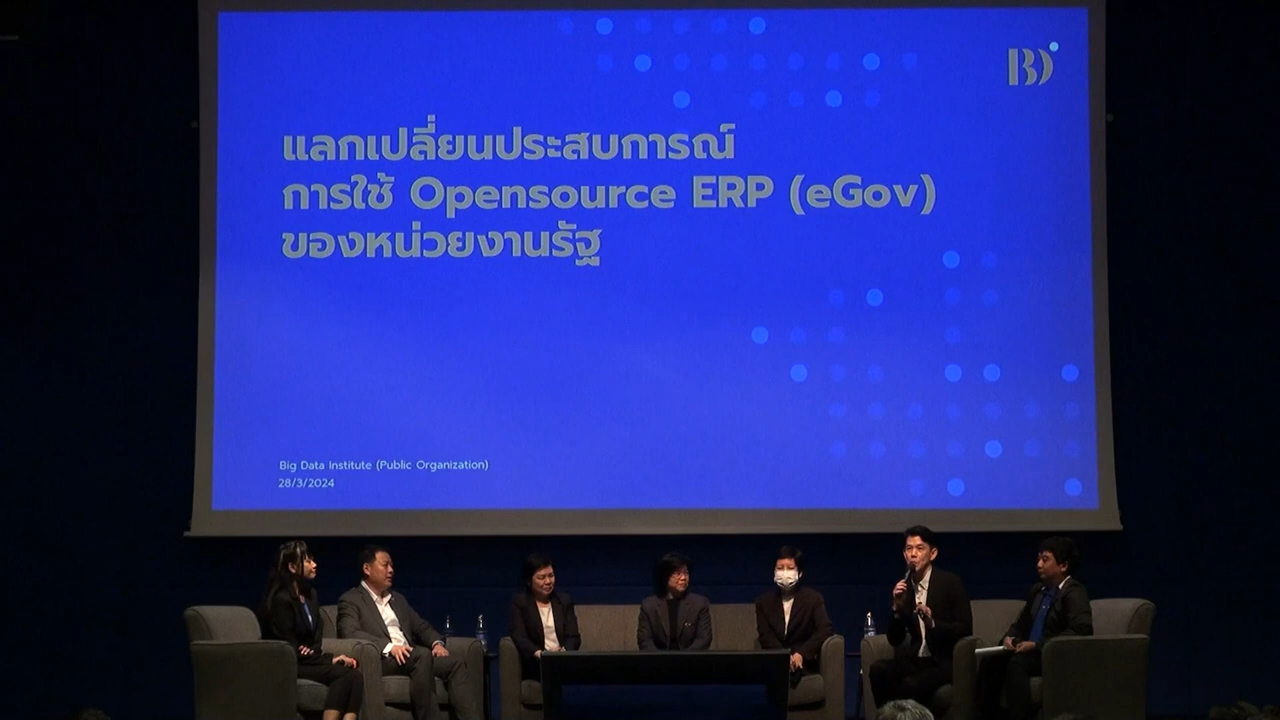 BD
แลกเปลี่ยนประสบการณ์
การใช้ Opensource ERP (eGov)
ของหน่วยงานรัฐ
Big Data Institute (Public Organization)
28/3/2024